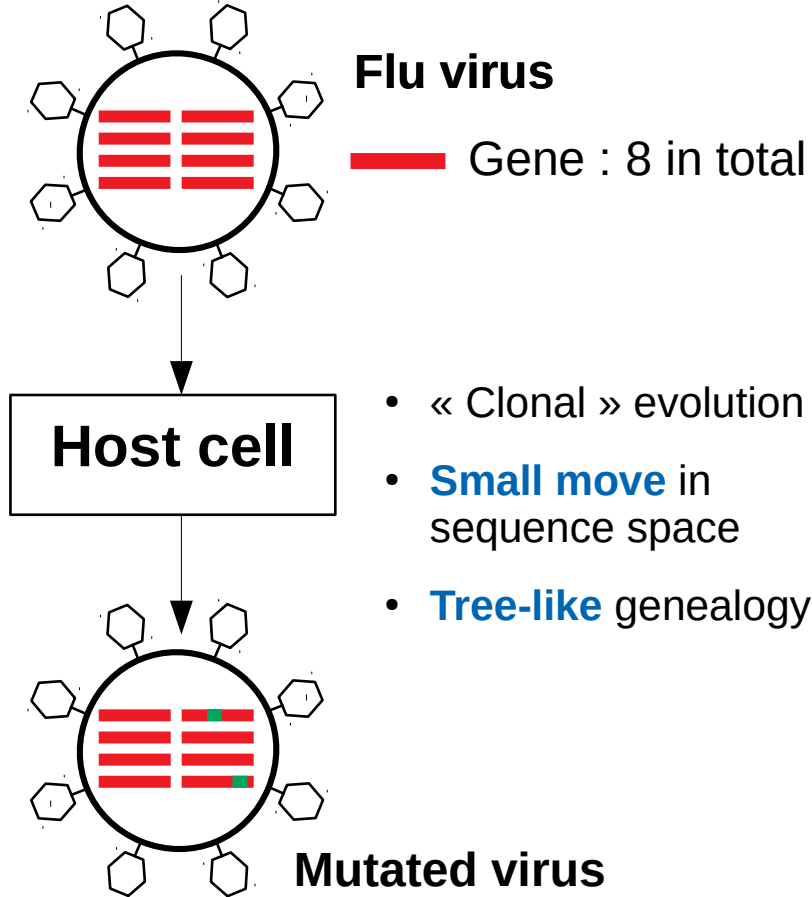 Flu virus
Gene : 8 in total
Host cell
• « Clonal » evolution
• Small move in
sequence space
• Tree-like genealogy
Mutated virus